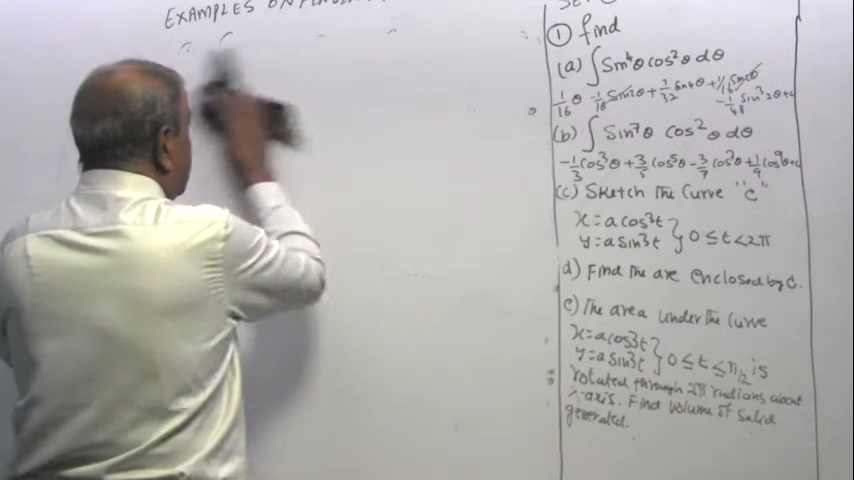 EXAMPLES ON
① find
(a) ∫ Sin⁴θ cos²θ dθ
1/16 θ - 1/16 Sin2θ + 1/32 sin4θ + 1/16 sin2θ
- 1/48 Sin³2θ + c
(b) ∫ Sin⁷θ cos²θ dθ
-1/3 cos³θ + 3/5 cos⁵θ - 3/7 cos⁷θ + 1/9 cos⁹θ + c
(c) Sketch the Curve "C"
x = a cos³t
y = a sin³t } 0 ≤ t < 2π
d) Find the are enclosed by C.
e) The area under the Curve
x = a cos³t
y = a sin³t } 0 ≤ t ≤ π/2 is
rotated through 2π radians about
x-axis. Find volume of Solid
generated.